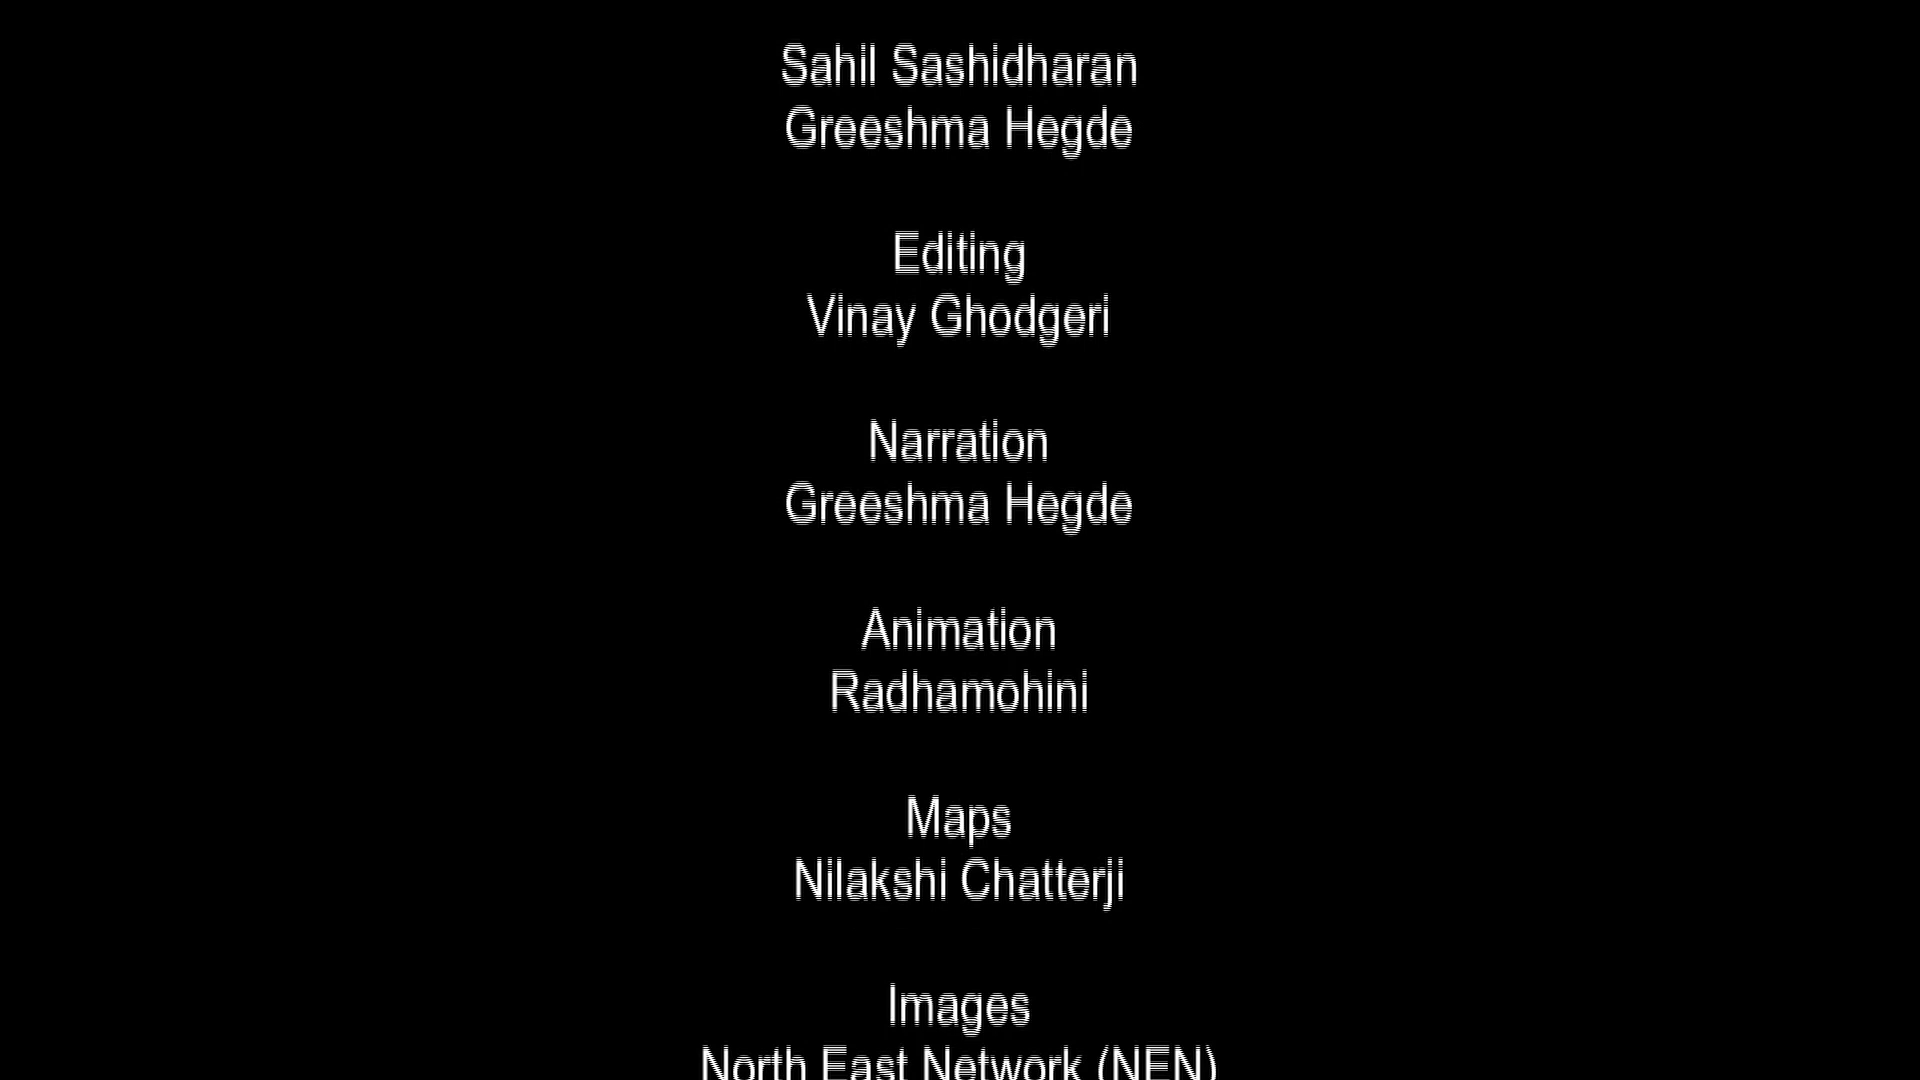 Sahil Sashidharan
Greeshma Hegde
Editing
Vinay Ghodgeri
Narration
Greeshma Hegde
Animation
Radhamohini
Maps
Nilakshi Chatterji
Images
North East Network (NEN)